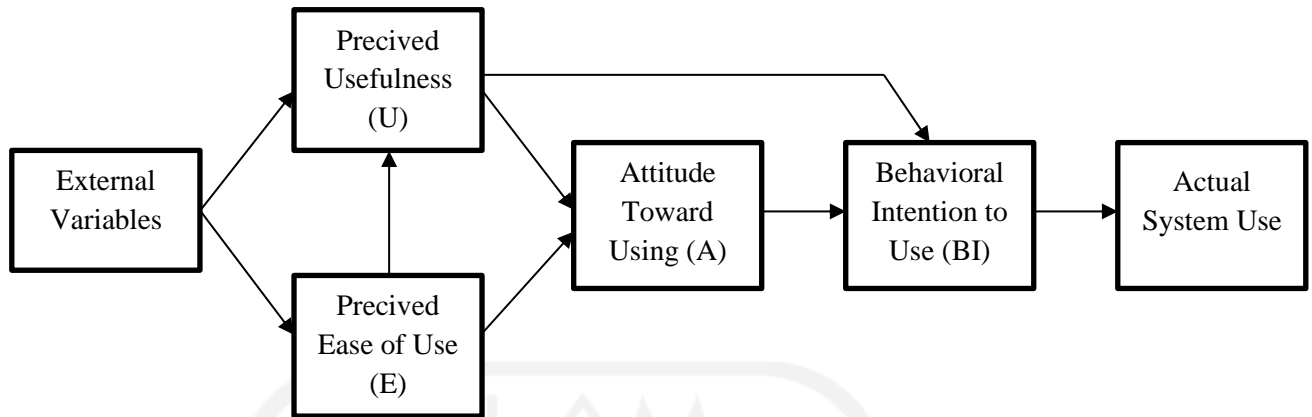 External
Variables
Precived
Usefulness
(U)
Precived
Ease of Use
(E)
Attitude
Toward
Using (A)
Behavioral
Intention to
Use (BI)
Actual
System Use